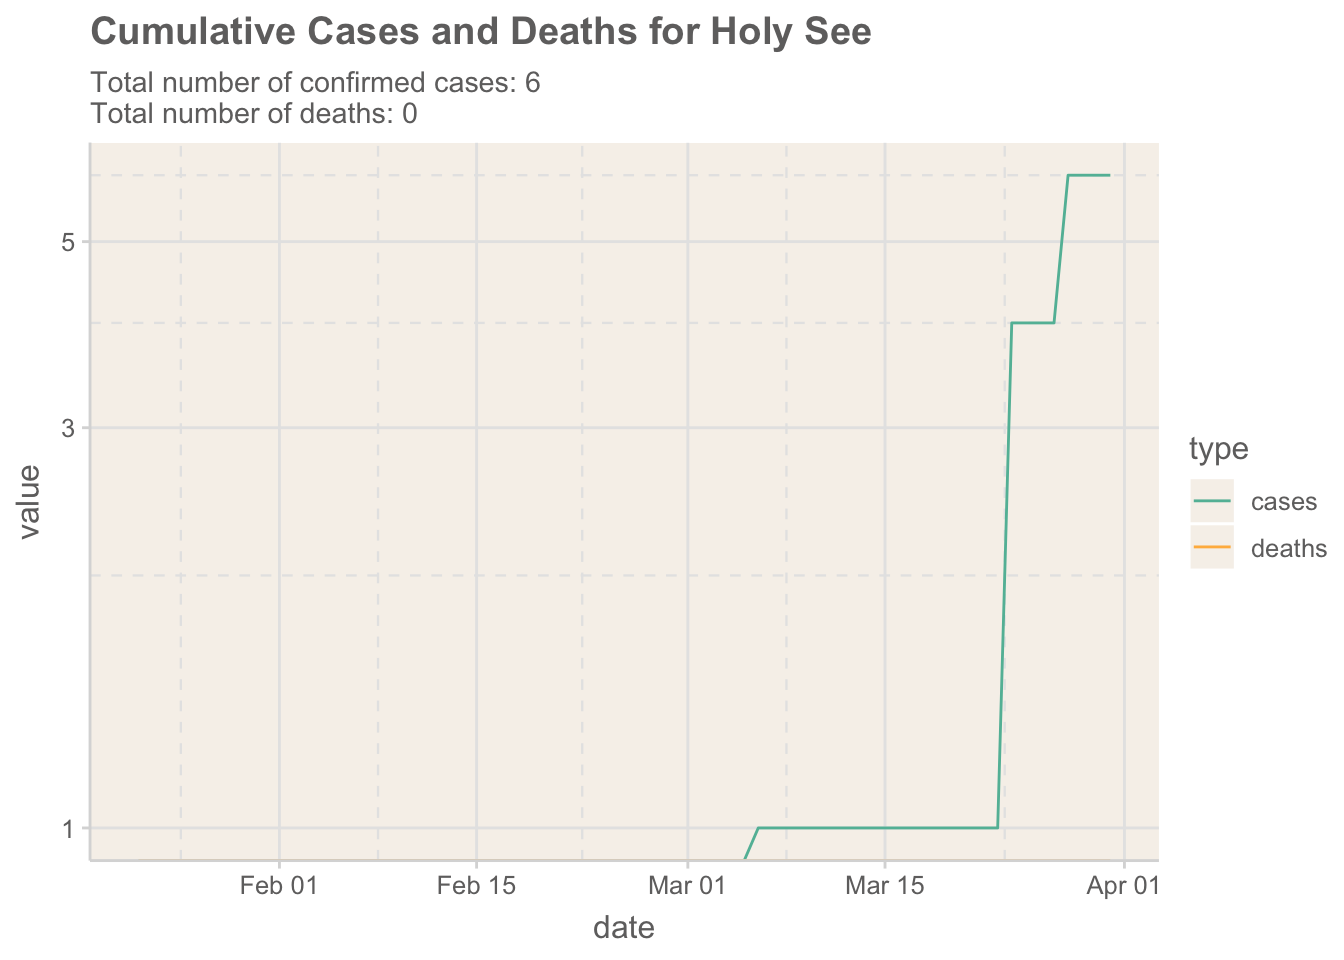 Cumulative Cases and Deaths for Holy See
Total number of confirmed cases: 6
Total number of deaths: 0
5
3
1
value
Feb 01
Feb 15
Mar 01
Mar 15
Apr 01
date
type
cases
deaths